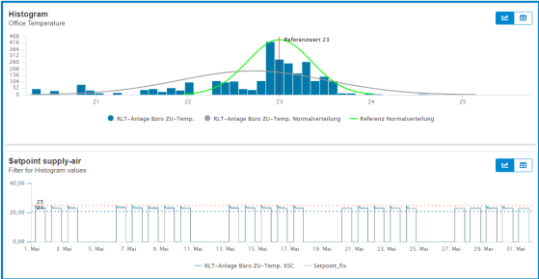 Histogram
Office Temperature
468
416
364
312
260
208
156
104
52
0
Referenzwert 23
21
22
23
24
25
RLT-Anlage Büro ZU-Temp.
RLT-Anlage Büro ZU-Temp. Normalverteilung
Referenz Normalverteilung
Setpoint supply-air
Filter for Histogram values
40,00
20,00
0,00
25
1. Mai
3. Mai
5. Mai
7. Mai
9. Mai
11. Mai
13. Mai
15. Mai
17. Mai
19. Mai
21. Mai
23. Mai
25. Mai
27. Mai
29. Mai
31. Mai
RLT-Anlage Büro ZU-Temp. XSC
Setpoint_fix